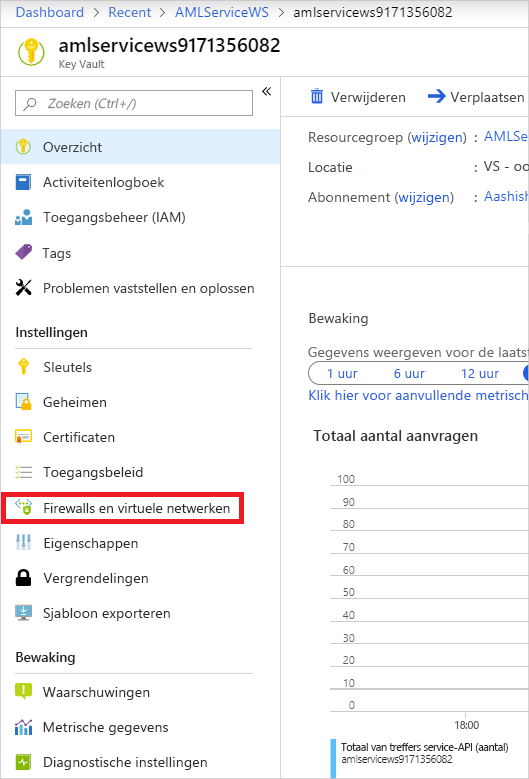 Dashboard > Recent > AMLServiceWS > amlservicews9171356082
amlservicews9171356082
Key Vault
Zoeken (Ctrl+/)
«
Overzicht
Activiteitenlogboek
Toegangsbeheer (IAM)
Tags
Problemen vaststellen en oplossen
Instellingen
Sleutels
Geheimen
Certificaten
Toegangsbeleid
Firewalls en virtuele netwerken
Eigenschappen
Vergrendelingen
Sjabloon exporteren
Bewaking
Waarschuwingen
Metrische gegevens
Diagnostische instellingen
Verwijderen Verplaatsen
Resourcegroep (wijzigen) : AMLSe
Locatie : VS - oo
Abonnement (wijzigen) : Aashish
Bewaking
Gegevens weergeven voor de laatst
1 uur 6 uur 12 uur
Klik hier voor aanvullende metrisch
Totaal aantal aanvragen
100
90
80
70
60
50
40
30
20
10
0
18:00
Totaal van treffers service-API (aantal)
amlservicews9171356082